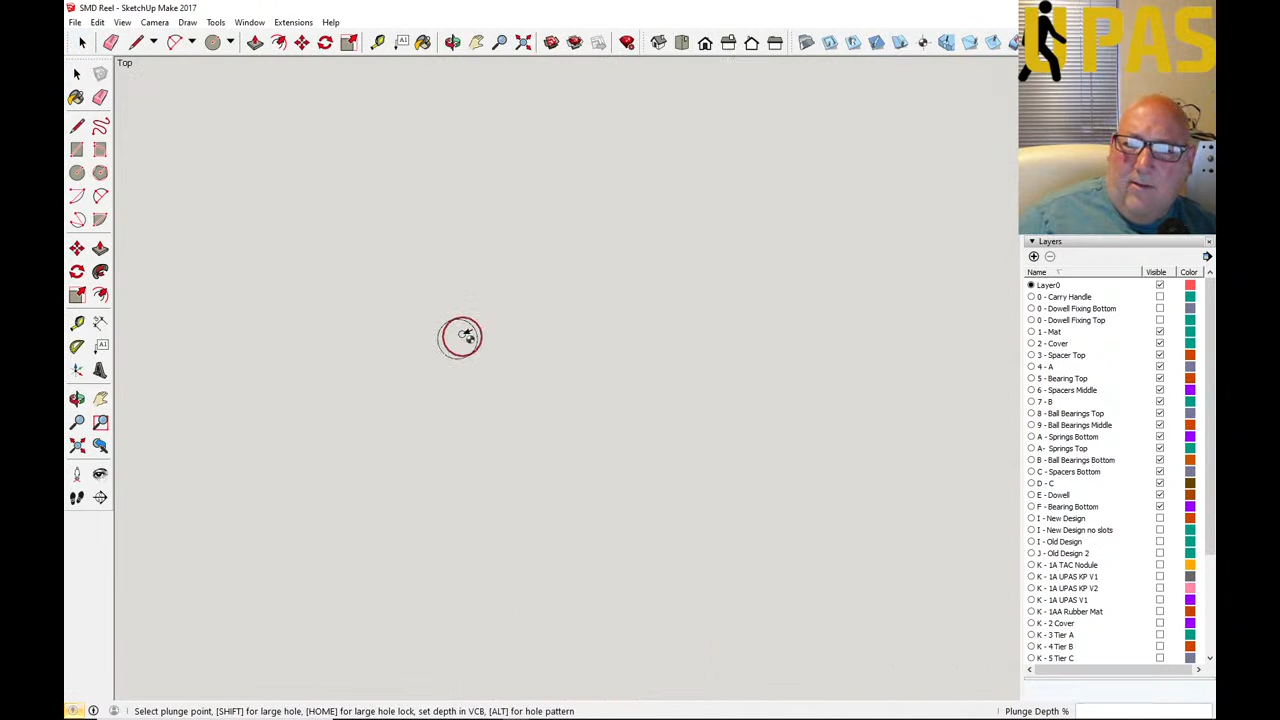 SMD Reel - SketchUp Make 2017
File Edit View Camera Draw Tools Window Extensions Help
UPAS
Top
Layers
Name Visible Color
Layer0
0 - Carry Handle
0 - Dowell Fixing Bottom
0 - Dowell Fixing Top
1 - Mat
2 - Cover
3 - Spacer Top
4 - A
5 - Bearing Top
6 - Spacers Middle
7 - B
8 - Ball Bearings Top
9 - Ball Bearings Middle
A - Springs Bottom
A- Springs Top
B - Ball Bearings Bottom
C - Spacers Bottom
D - C
E - Dowell
F - Bearing Bottom
I - New Design
I - New Design no slots
I - Old Design
J - Old Design 2
K - 1A TAC Nodule
K - 1A UPAS KP V1
K - 1A UPAS KP V2
K - 1A UPAS V1
K - 1AA Rubber Mat
K - 2 Cover
K - 3 Tier A
K - 4 Tier B
K - 5 Tier C
Select plunge point, [SHIFT] for large hole, [HOME] for large hole lock, set depth in VCB, [ALT] for hole pattern
Plunge Depth %